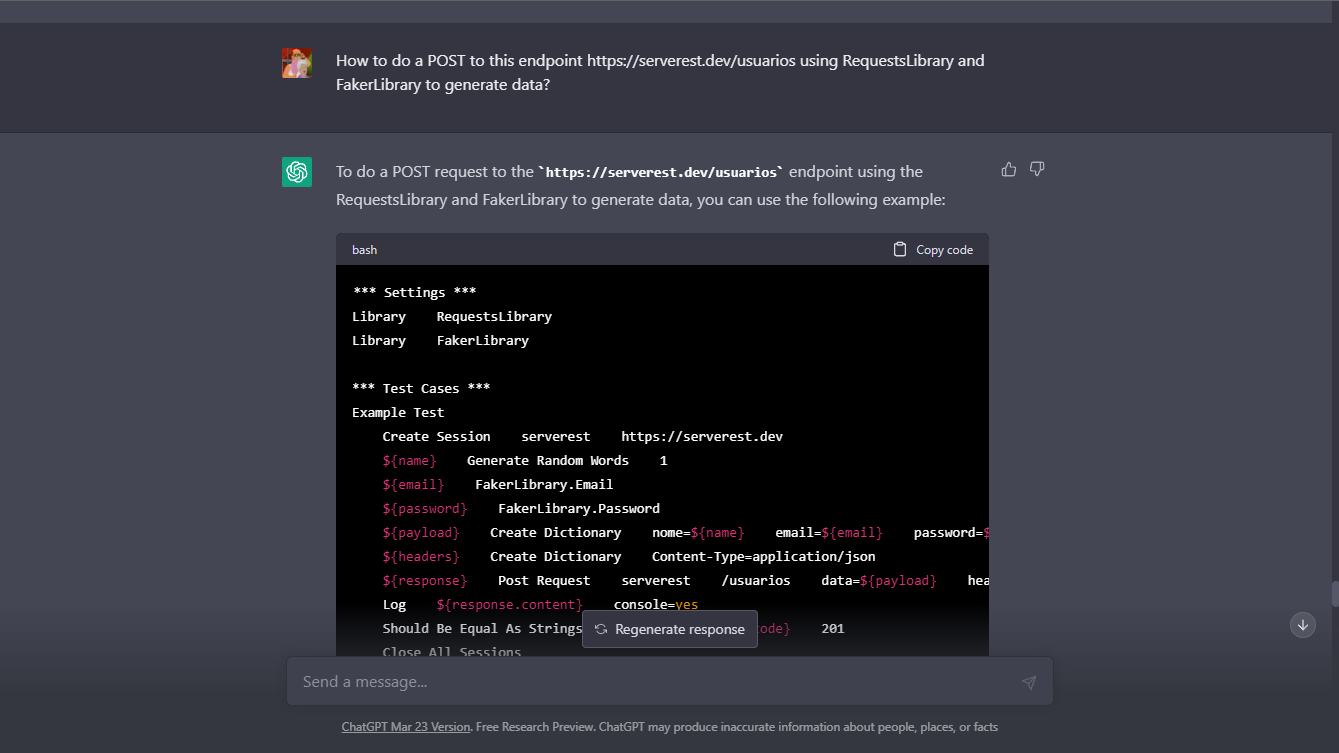 How to do a POST to this endpoint https://serverest.dev/usuarios using RequestsLibrary and
FakerLibrary to generate data?
To do a POST request to the `https://serverest.dev/usuarios` endpoint using the
RequestsLibrary and FakerLibrary to generate data, you can use the following example:
bash Copy code
*** Settings ***
Library    RequestsLibrary
Library    FakerLibrary
*** Test Cases ***
Example Test
    Create Session    serverest    https://serverest.dev
    ${name}    Generate Random Words    1
    ${email}    FakerLibrary.Email
    ${password}    FakerLibrary.Password
    ${payload}    Create Dictionary    nome=${name}    email=${email}    password=$
    ${headers}    Create Dictionary    Content-Type=application/json
    ${response}    Post Request    serverest    /usuarios    data=${payload}    hea
    Log    ${response.content}    console=yes
    Should Be Equal As Strings    code}    201
    Close All Sessions
Regenerate response
Send a message...
ChatGPT Mar 23 Version. Free Research Preview. ChatGPT may produce inaccurate information about people, places, or facts